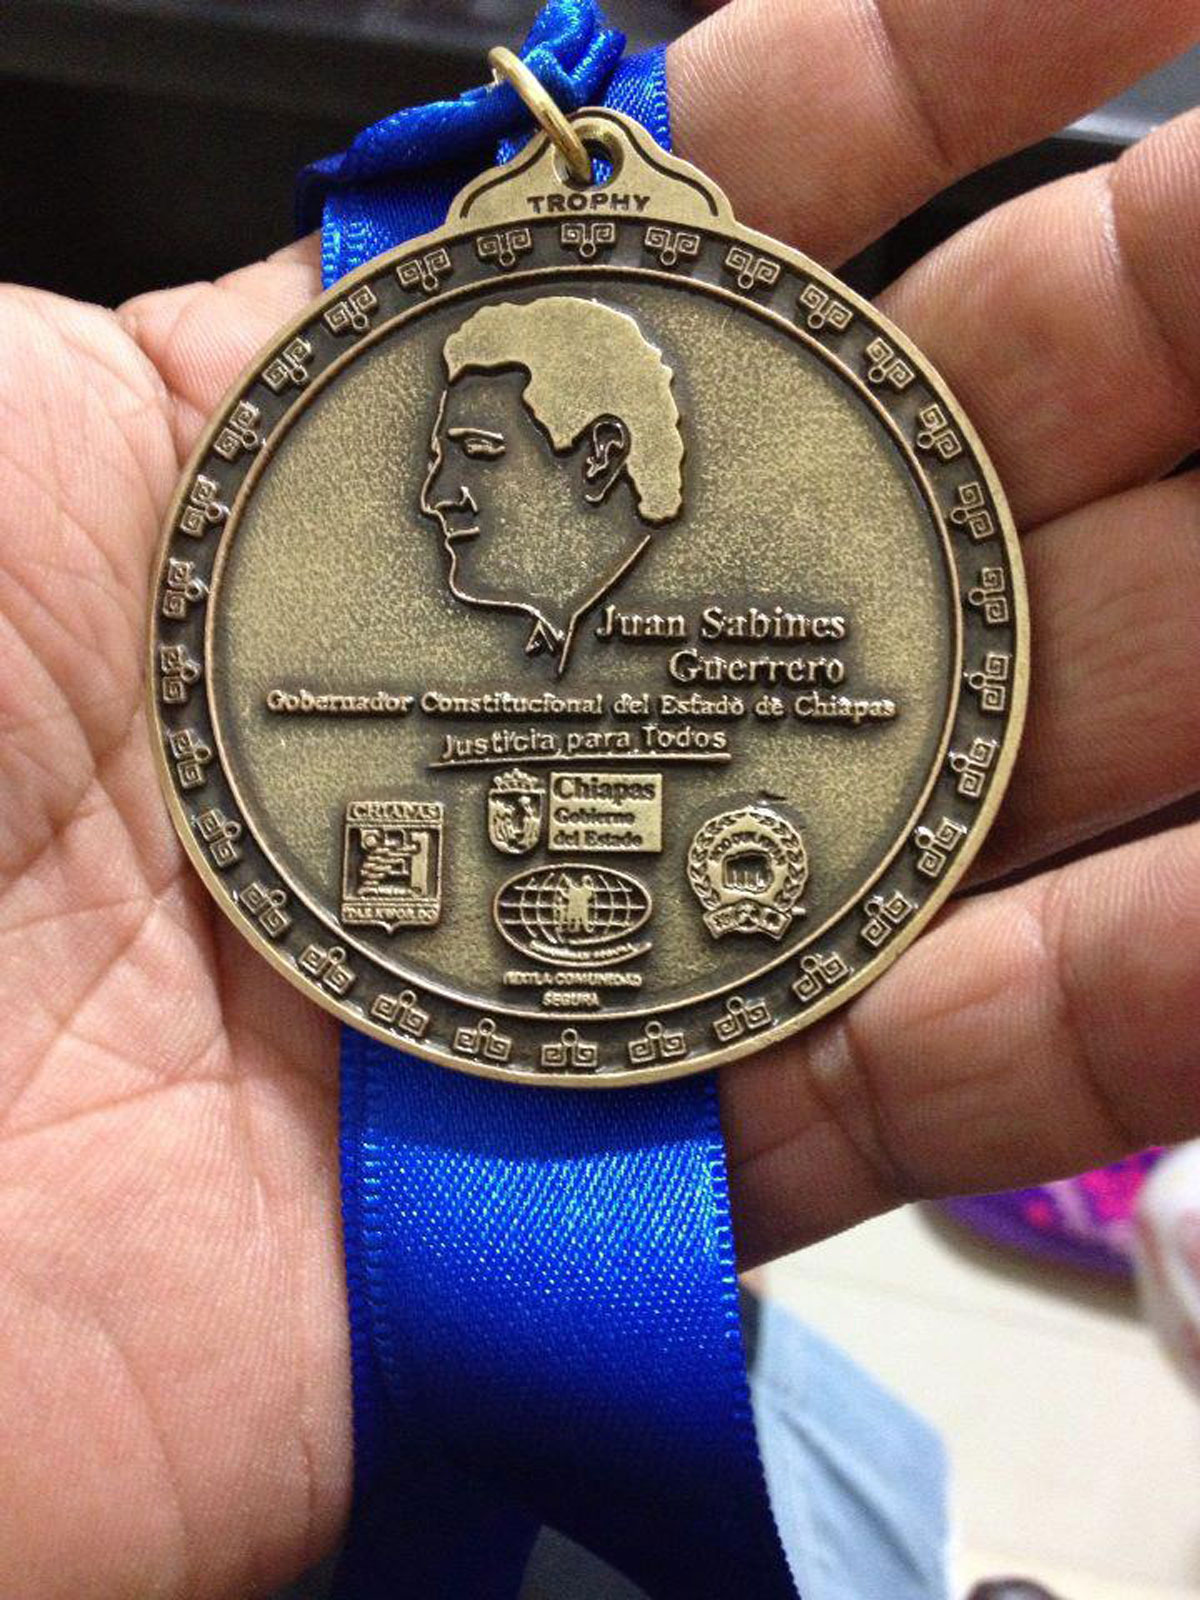 TROPHY
Juan Sabines
Guerrero
Gobernador Constitucional del Estado de Chiapas
Justicia para Todos
Chiapas
Gobierno
del Estado
CHIAPAS
TAEKWONDO
TUXTLA COMUNIDAD
SEGURA